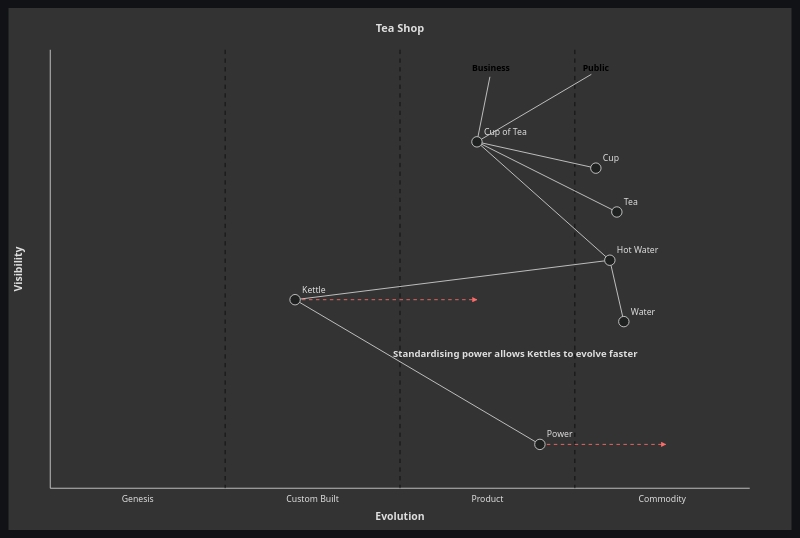 Tea Shop
Business
Public
Cup of Tea
Cup
Tea
Hot Water
Kettle
Water
Standardising power allows Kettles to evolve faster
Power
Visibility
Genesis
Custom Built
Product
Commodity
Evolution